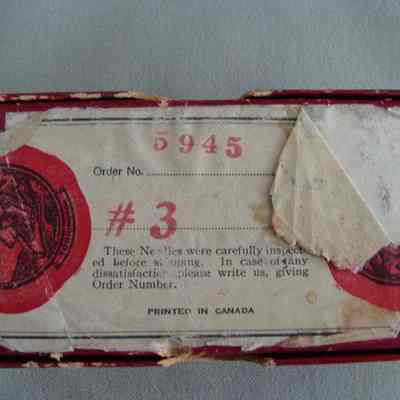 5945
Order No.
# 3
These Needles were carefully inspect-
ed before shipping. In case of any
dissatisfaction please write us, giving
Order Number.
PRINTED IN CANADA